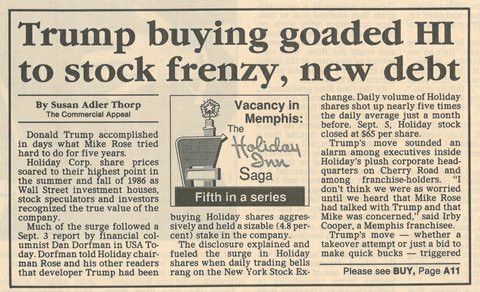 Trump buying goaded HI
to stock frenzy, new debt
By Susan Adler Thorp
The Commercial Appeal
Donald Trump accomplished
in days what Mike Rose tried
hard to do for five years.
Holiday Corp. share prices
soared to their highest point in
the summer and fall of 1986 as
Wall Street investment houses,
stock speculators and investors
recognized the true value of the
company.
Much of the surge followed a
Sept. 3 report by financial col-
umnist Dan Dorfman in USA To-
day. Dorfman told Holiday chair-
man Rose and his other readers
that developer Trump had been
Vacancy in
Memphis:
The
Holiday
Inn
Saga
Fifth in a series
buying Holiday shares aggres-
sively and held a sizable (4.8 per-
cent) stake in the company.
The disclosure explained and
fueled the surge in Holiday
shares when daily trading bells
rang on the New York Stock Ex-
change. Daily volume of Holiday
shares shot up nearly five times
the daily average just a month
before. Sept. 5, Holiday stock
closed at $65 per share.
Trump's move sounded an
alarm among executives inside
Holiday's plush corporate head-
quarters on Cherry Road and
among franchise-holders. "I
don't think we were as worried
until we heard that Mike Rose
had talked with Trump and that
Mike was concerned," said Irby
Cooper, a Memphis franchisee.
Trump's move — whether a
takeover attempt or just a bid to
make quick bucks — triggered
Please see BUY, Page A11